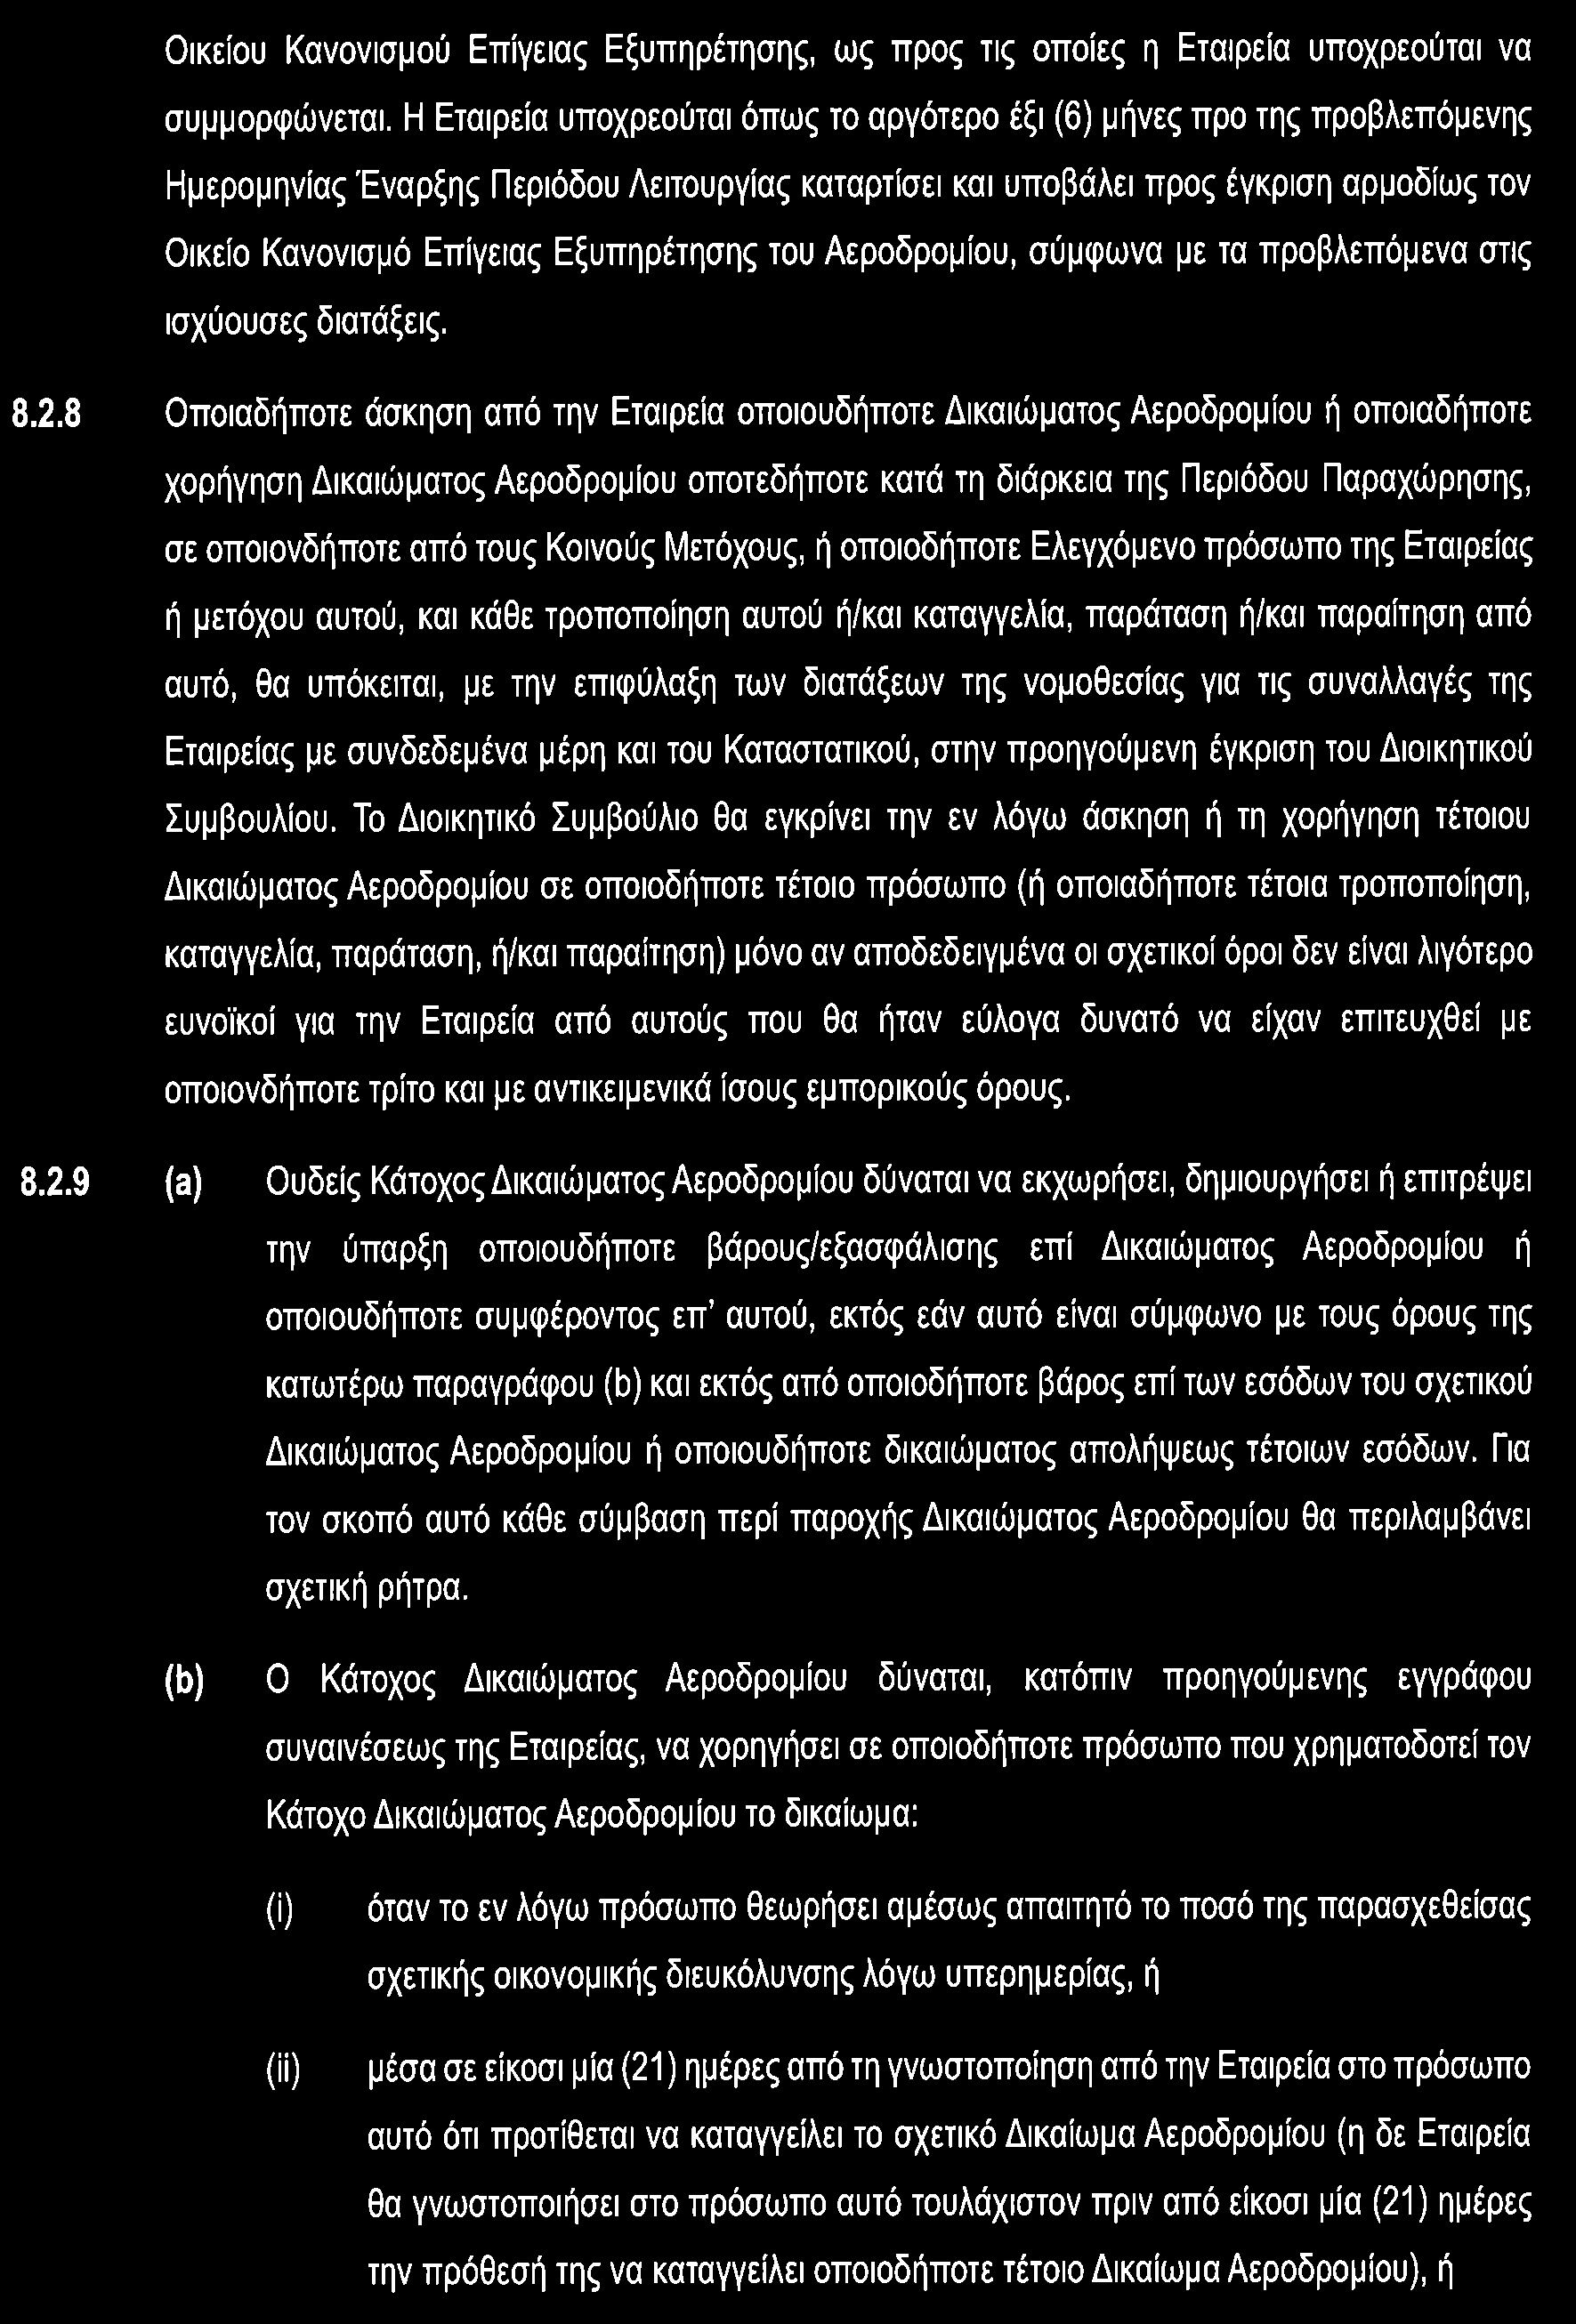 Οικείου Κανονισμού Επίγειας Εξυπηρέτησης, ως προς τις οποίες η Εταιρεία υποχρεούται να
συμμορφώνεται. Η Εταιρεία υποχρεούται όπως το αργότερο έξι (6) μήνες προ της προβλεπόμενης
Ημερομηνίας Έναρξης Περιόδου Λειτουργίας καταρτίσει και υποβάλει προς έγκριση αρμοδίως τον
Οικείο Κανονισμό Επίγειας Εξυπηρέτησης του Αεροδρομίου, σύμφωνα με τα προβλεπόμενα στις
ισχύουσες διατάξεις.
8.2.8 Οποιαδήποτε άσκηση από την Εταιρεία οποιουδήποτε Δικαιώματος Αεροδρομίου ή οποιαδήποτε
χορήγηση Δικαιώματος Αεροδρομίου οποτεδήποτε κατά τη διάρκεια της Περιόδου Παραχώρησης,
σε οποιονδήποτε από τους Κοινούς Μετόχους, ή οποιοδήποτε Ελεγχόμενο πρόσωπο της Εταιρείας
ή μετόχου αυτού, και κάθε τροποποίηση αυτού ή/και καταγγελία, παράταση ή/και παραίτηση από
αυτό, θα υπόκειται, με την επιφύλαξη των διατάξεων της νομοθεσίας για τις συναλλαγές της
Εταιρείας με συνδεδεμένα μέρη και του Καταστατικού, στην προηγούμενη έγκριση του Διοικητικού
Συμβουλίου. Το Διοικητικό Συμβούλιο θα εγκρίνει την εν λόγω άσκηση ή τη χορήγηση τέτοιου
Δικαιώματος Αεροδρομίου σε οποιοδήποτε τέτοιο πρόσωπο (ή οποιαδήποτε τέτοια τροποποίηση,
καταγγελία, παράταση, ή/και παραίτηση) μόνο αν αποδεδειγμένα οι σχετικοί όροι δεν είναι λιγότερο
ευνοϊκοί για την Εταιρεία από αυτούς που θα ήταν εύλογα δυνατό να είχαν επιτευχθεί με
οποιονδήποτε τρίτο και με αντικειμενικά ίσους εμπορικούς όρους.
8.2.9 (a) Ουδείς Κάτοχος Δικαιώματος Αεροδρομίου δύναται να εκχωρήσει, δημιουργήσει ή επιτρέψει
την ύπαρξη οποιουδήποτε βάρους/εξασφάλισης επί Δικαιώματος Αεροδρομίου ή
οποιουδήποτε συμφέροντος επ’ αυτού, εκτός εάν αυτό είναι σύμφωνο με τους όρους της
κατωτέρω παραγράφου (b) και εκτός από οποιοδήποτε βάρος επί των εσόδων του σχετικού
Δικαιώματος Αεροδρομίου ή οποιουδήποτε δικαιώματος απολήψεως τέτοιων εσόδων. Για
τον σκοπό αυτό κάθε σύμβαση περί παροχής Δικαιώματος Αεροδρομίου θα περιλαμβάνει
σχετική ρήτρα.
(b) Ο Κάτοχος Δικαιώματος Αεροδρομίου δύναται, κατόπιν προηγούμενης εγγράφου
συναινέσεως της Εταιρείας, να χορηγήσει σε οποιοδήποτε πρόσωπο που χρηματοδοτεί τον
Κάτοχο Δικαιώματος Αεροδρομίου το δικαίωμα:
(i) όταν το εν λόγω πρόσωπο θεωρήσει αμέσως απαιτητό το ποσό της παρασχεθείσας
σχετικής οικονομικής διευκόλυνσης λόγω υπερημερίας, ή
(ii) μέσα σε είκοσι μία (21) ημέρες από τη γνωστοποίηση από την Εταιρεία στο πρόσωπο
αυτό ότι προτίθεται να καταγγείλει το σχετικό Δικαίωμα Αεροδρομίου (η δε Εταιρεία
θα γνωστοποιήσει στο πρόσωπο αυτό τουλάχιστον πριν από είκοσι μία (21) ημέρες
την πρόθεσή της να καταγγείλει οποιοδήποτε τέτοιο Δικαίωμα Αεροδρομίου), ή